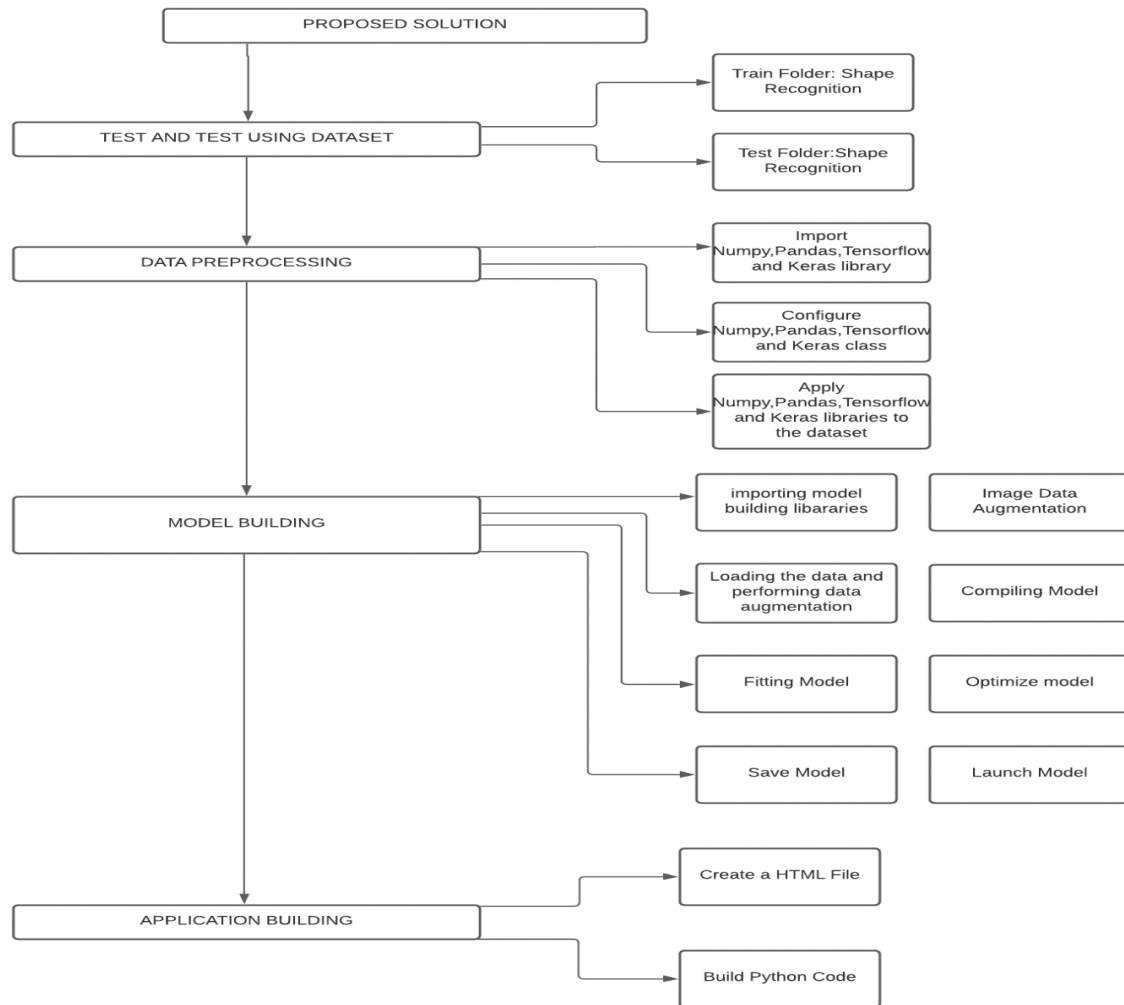 PROPOSED SOLUTION
Train Folder: Shape
Recognition
TEST AND TEST USING DATASET
Test Folder:Shape
Recognition
Import
Numpy,Pandas,Tensorflow
and Keras library
DATA PREPROCESSING
Configure
Numpy,Pandas,Tensorflow
and Keras class
Apply
Numpy,Pandas,Tensorflow
and Keras libraries to
the dataset
MODEL BUILDING
importing model
building libararies
Image Data
Augmentation
Loading the data and
performing data
augmentation
Compiling Model
Fitting Model
Optimize model
Save Model
Launch Model
Create a HTML File
APPLICATION BUILDING
Build Python Code